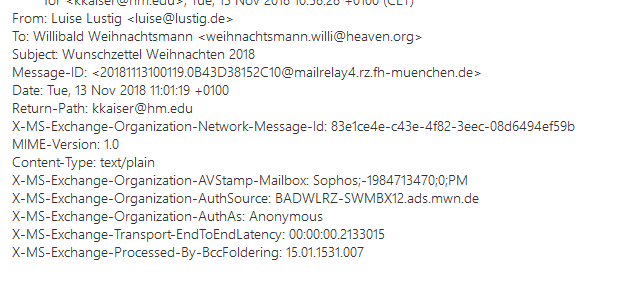 for <kkaiser@hm.edu>; Tue, 13 Nov 2018 10:58:28 +0100 (CET)
From: Luise Lustig <luise@lustig.de>
To: Willibald Weihnachtsmann <weihnachtsmann.willi@heaven.org>
Subject: Wunschzettel Weihnachten 2018
Message-ID: <20181113100119.0B43D38152C10@mailrelay4.rz.fh-muenchen.de>
Date: Tue, 13 Nov 2018 11:01:19 +0100
Return-Path: kkaiser@hm.edu
X-MS-Exchange-Organization-Network-Message-Id: 83e1ce4e-c43e-4f82-3eec-08d6494ef59b
MIME-Version: 1.0
Content-Type: text/plain
X-MS-Exchange-Organization-AVStamp-Mailbox: Sophos;-1984713470;0;PM
X-MS-Exchange-Organization-AuthSource: BADWLRZ-SWMBX12.ads.mwn.de
X-MS-Exchange-Organization-AuthAs: Anonymous
X-MS-Exchange-Transport-EndToEndLatency: 00:00:00.2133015
X-MS-Exchange-Processed-By-BccFoldering: 15.01.1531.007